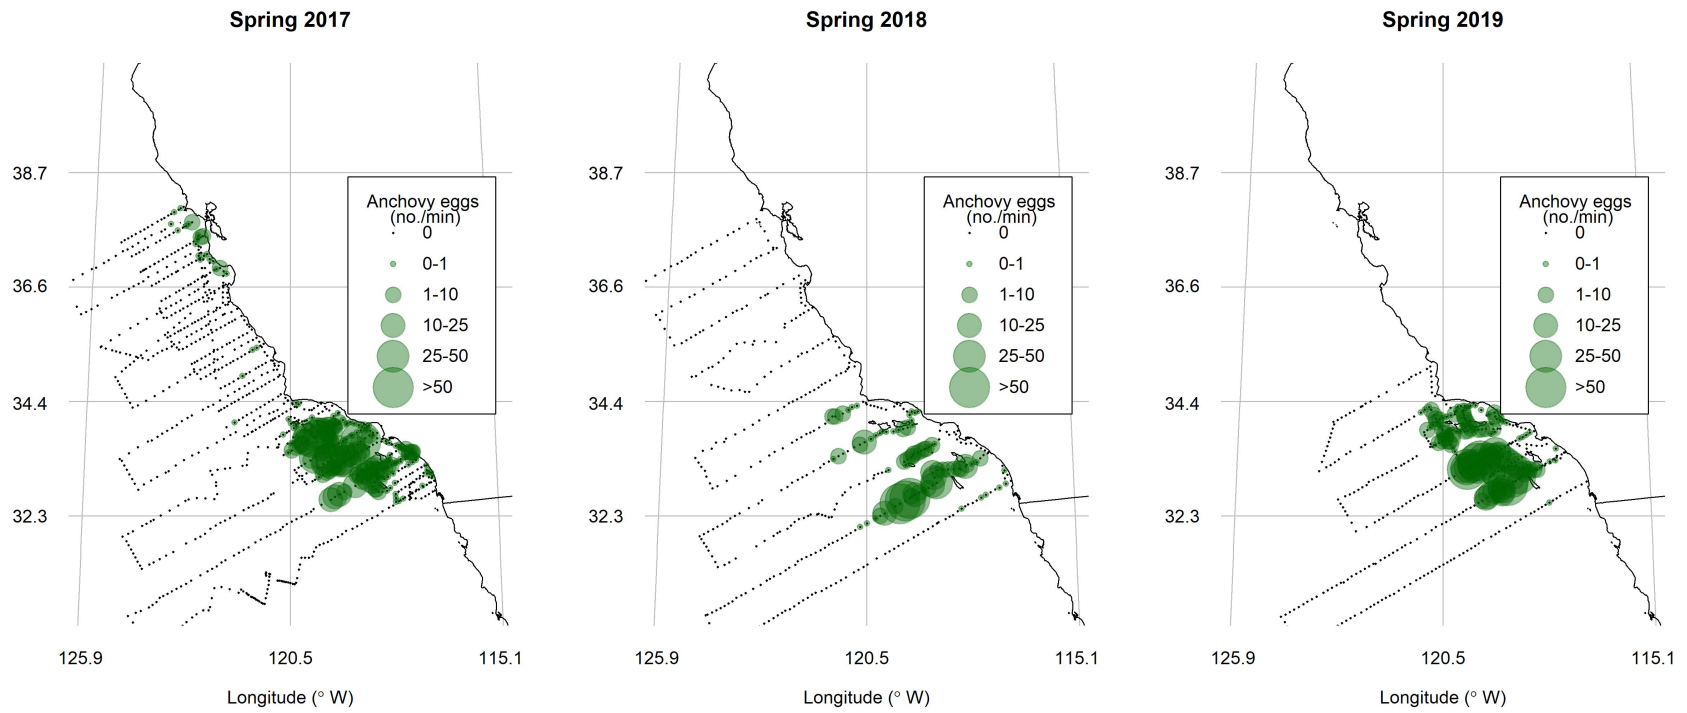 Spring 2017
38.7
36.6
34.4
32.3
Anchovy eggs
(no./min)
0
0-1
1-10
10-25
25-50
>50
125.9 120.5 115.1
Longitude (° W)
Spring 2018
38.7
36.6
34.4
32.3
Anchovy eggs
(no./min)
0
0-1
1-10
10-25
25-50
>50
125.9 120.5 115.1
Longitude (° W)
Spring 2019
38.7
36.6
34.4
32.3
Anchovy eggs
(no./min)
0
0-1
1-10
10-25
25-50
>50
125.9 120.5 115.1
Longitude (° W)